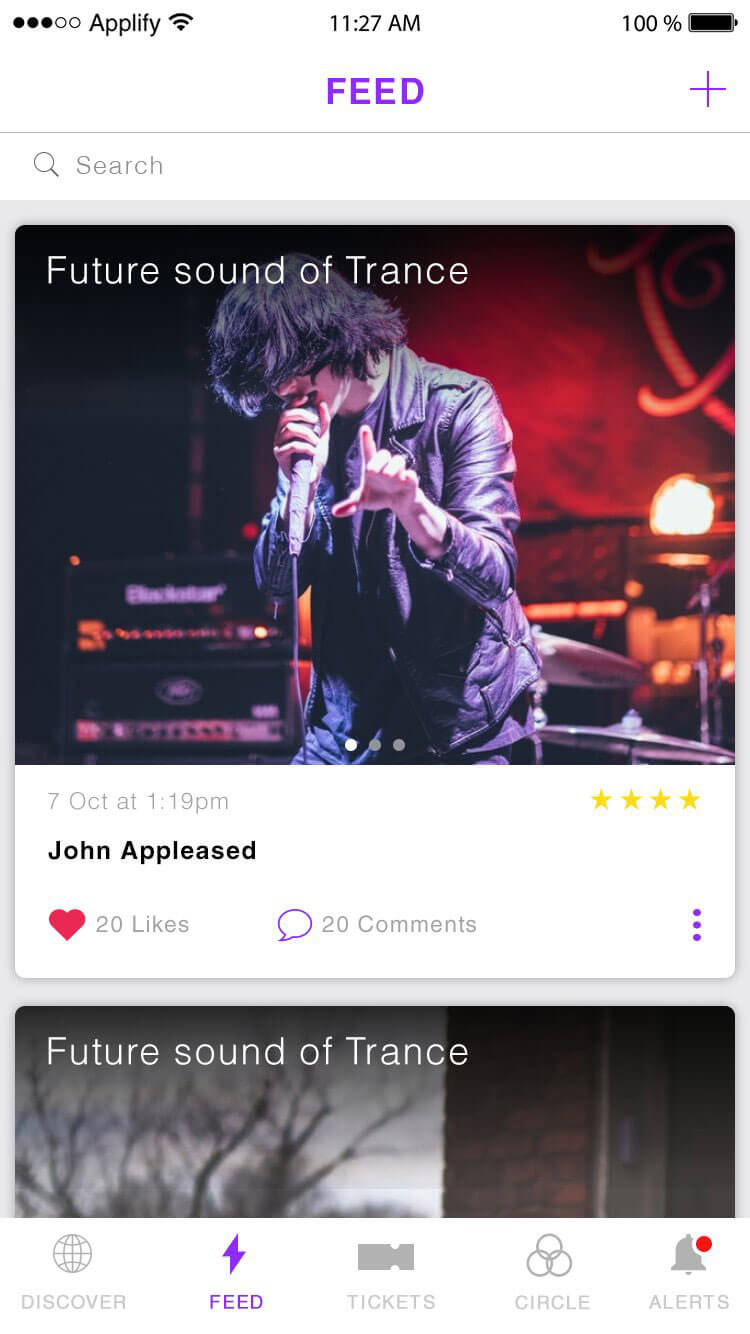 Applify 11:27 AM 100 %
FEED
Search
Future sound of Trance
Blackstar
7 Oct at 1:19pm
John Appleased
20 Likes
20 Comments
Future sound of Trance
DISCOVER
FEED
TICKETS
CIRCLE
ALERTS